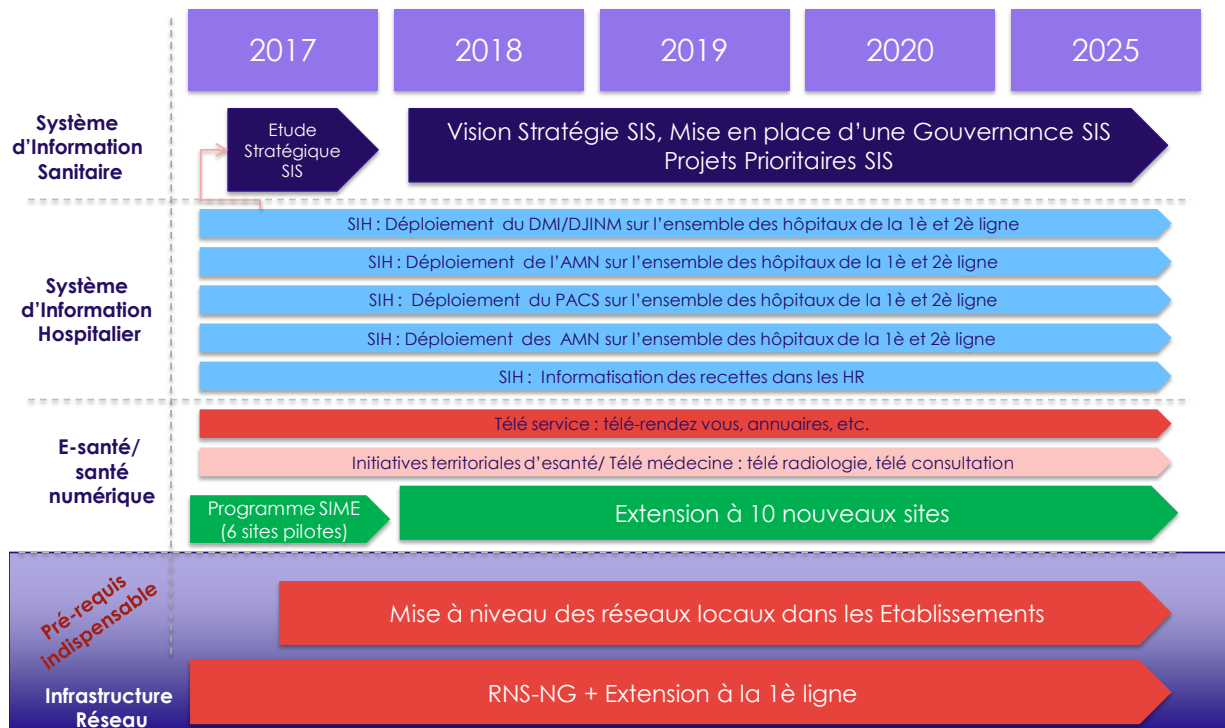 2017
2018
2019
2020
2025
Système
d'Information
Sanitaire
Etude
Stratégique
SIS
Vision Stratégie SIS, Mise en place d'une Gouvernance SIS
Projets Prioritaires SIS
Système
d'Information
Hospitalier
SIH : Déploiement du DMI/DJINM sur l'ensemble des hôpitaux de la 1è et 2è ligne
SIH : Déploiement de l'AMN sur l'ensemble des hôpitaux de la 1è et 2è ligne
SIH : Déploiement du PACS sur l'ensemble des hôpitaux de la 1è et 2è ligne
SIH : Déploiement des AMN sur l'ensemble des hôpitaux de la 1è et 2è ligne
SIH : Informatisation des recettes dans les HR
E-santé/
santé
numérique
Télé service : télé-rendez vous, annuaires, etc.
Initiatives territoriales d'esanté/ Télé médecine : télé radiologie, télé consultation
Programme SIME
(6 sites pilotes)
Extension à 10 nouveaux sites
Pré-requis
indispensable
Mise à niveau des réseaux locaux dans les Etablissements
Infrastructure
Réseau
RNS-NG + Extension à la 1è ligne